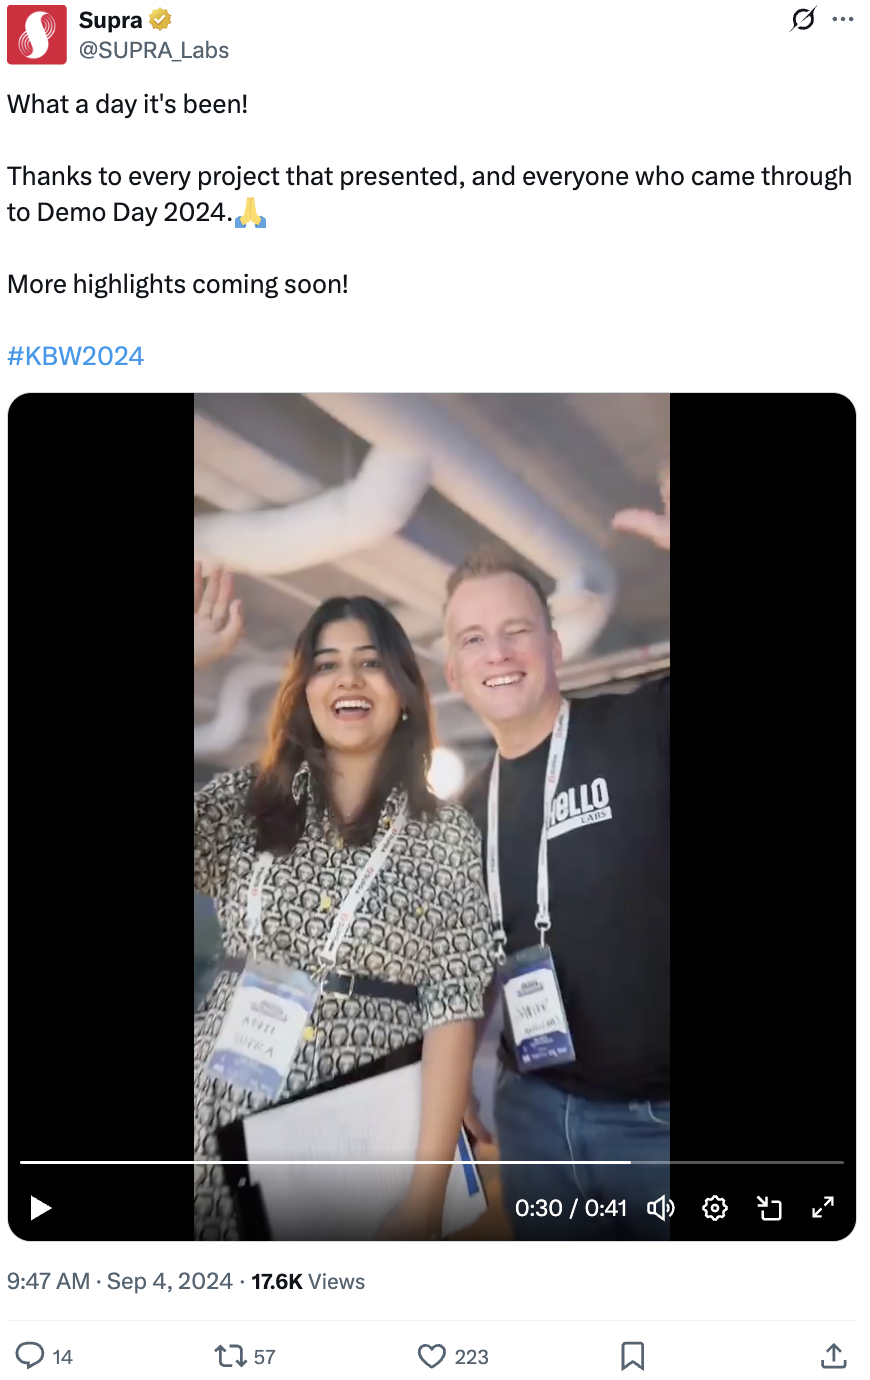 Supra
@SUPRA_Labs
What a day it's been!
Thanks to every project that presented, and everyone who came through
to Demo Day 2024.🙏
More highlights coming soon!
#KBW2024
HELLO
LABS
0:30 / 0:41
9:47 AM · Sep 4, 2024 · 17.6K Views
14
57
223